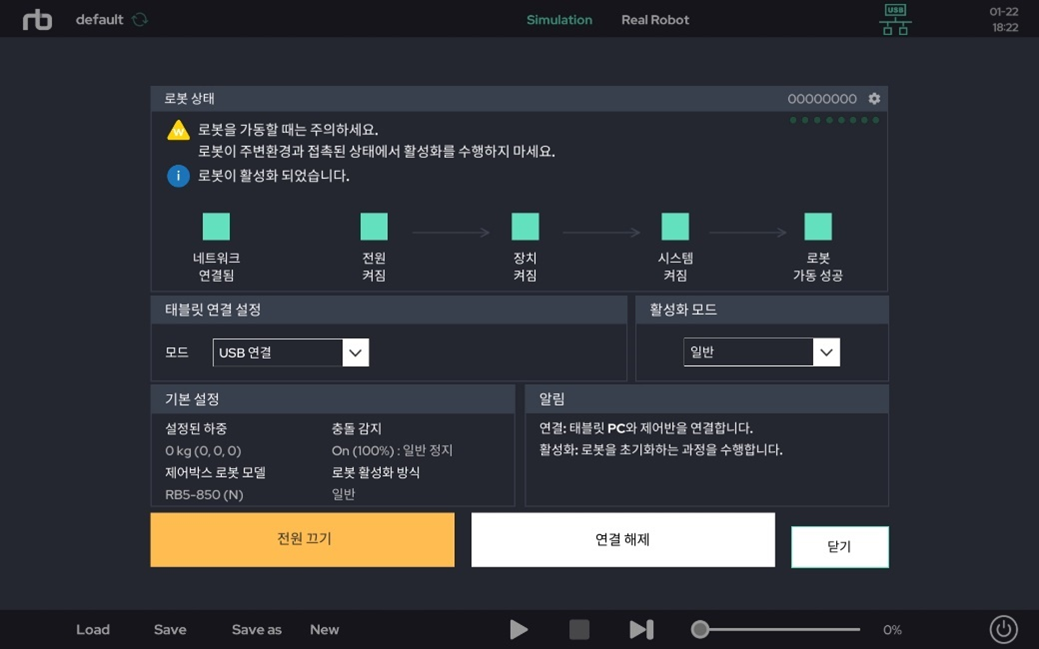 rb
default
Simulation
Real Robot
USB
01-22
18:22
로봇 상태
00000000
W
로봇을 가동할 때는 주의하세요.
로봇이 주변환경과 접촉된 상태에서 활성화를 수행하지 마세요.
i
로봇이 활성화 되었습니다.
네트워크
연결됨
전원
켜짐
장치
켜짐
시스템
켜짐
로봇
가동 성공
태블릿 연결 설정
모드
USB 연결
활성화 모드
일반
기본 설정
설정된 하중
0 kg (0, 0, 0)
제어박스 로봇 모델
RB5-850 (N)
충돌 감지
On (100%) : 일반 정지
로봇 활성화 방식
일반
알림
연결: 태블릿 PC와 제어반을 연결합니다.
활성화: 로봇을 초기화하는 과정을 수행합니다.
전원 끄기
연결 해제
닫기
Load
Save
Save as
New
0%